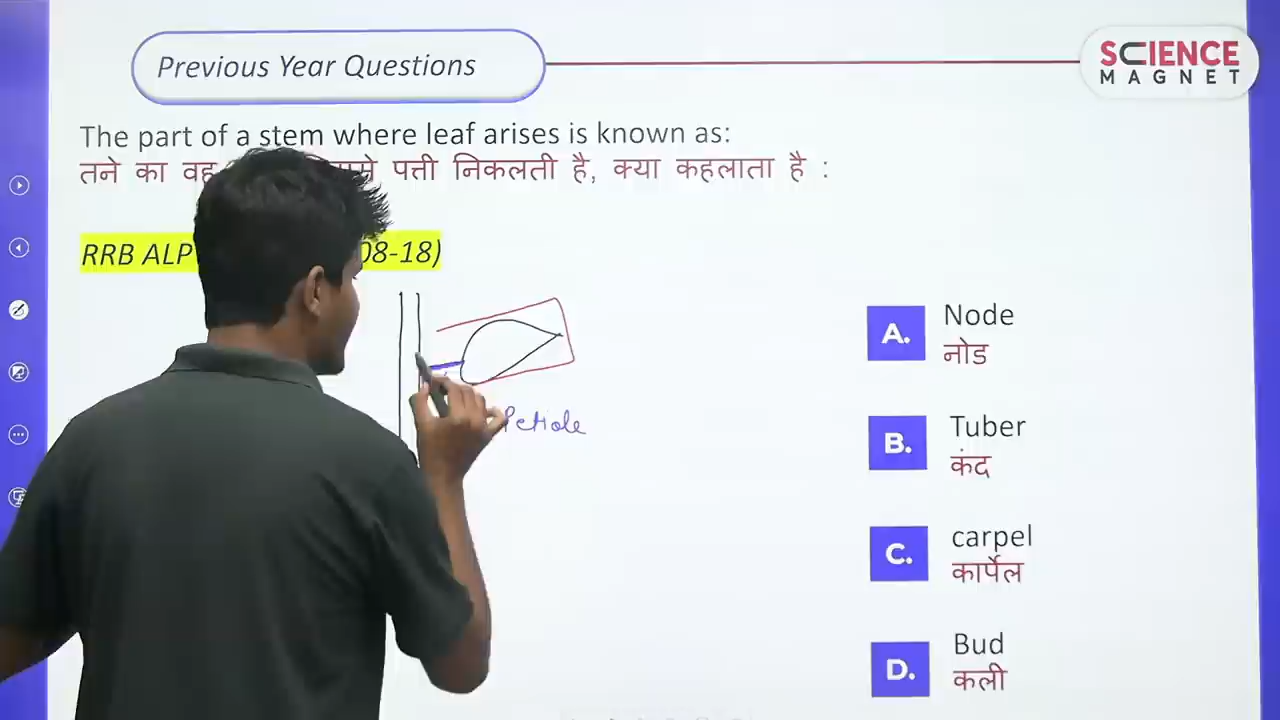 Previous Year Questions
SCIENCE
MAGNET
The part of a stem where leaf arises is known as:
तने का वह पत्ती निकलती है, क्या कहलाता है :
RRB ALP 08-18)
Petiole
A. Node
नोड
B. Tuber
कंद
C. carpel
कार्पेल
D. Bud
कली